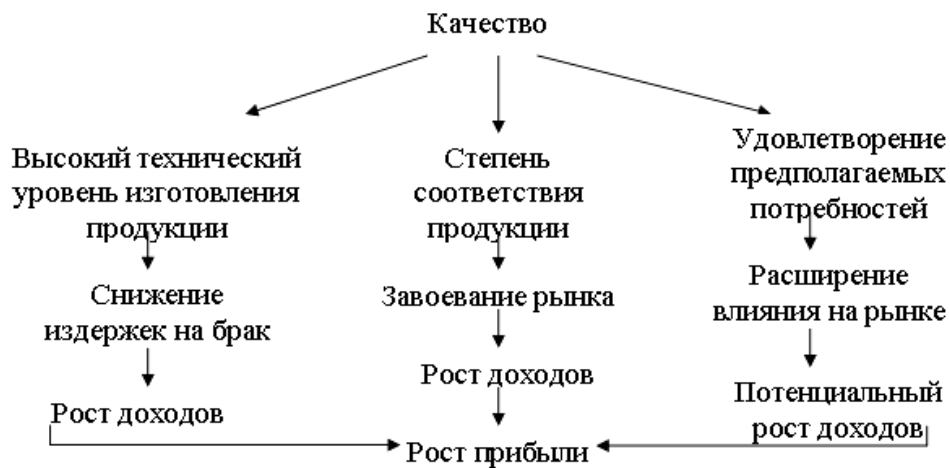 Качество
Высокий технический
уровень изготовления
продукции
Снижение
издержек на брак
Рост доходов
Степень
соответствия
продукции
Завоевание рынка
Рост доходов
Удовлетворение
предполагаемых
потребностей
Расширение
влияния на рынке
Потенциальный
рост доходов
Рост прибыли